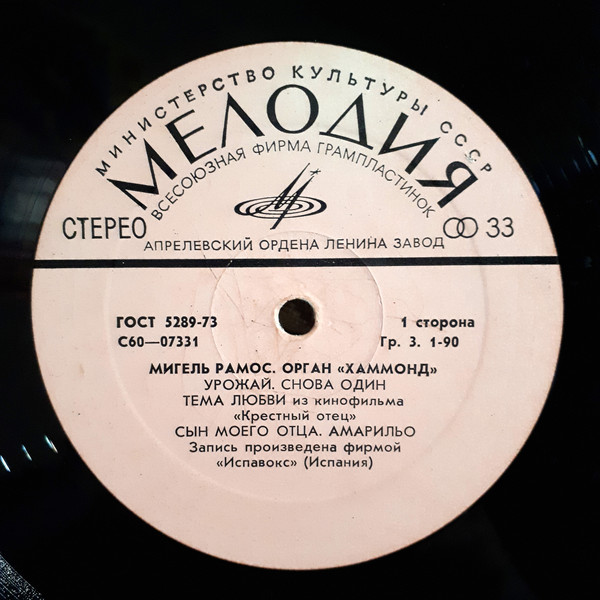 МИНИСТЕРСТВО КУЛЬТУРЫ СССР
МЕЛОДИЯ
ВСЕСОЮЗНАЯ ФИРМА ГРАМПЛАСТИНОК
СТЕРЕО
33
АПРЕЛЕВСКИЙ ОРДЕНА ЛЕНИНА ЗАВОД
ГОСТ 5289-73
1 сторона
С60—07331
Гр. 3. 1-90
МИГЕЛЬ РАМОС. ОРГАН «ХАММОНД»
УРОЖАЙ. СНОВА ОДИН
ТЕМА ЛЮБВИ из кинофильма
«Крестный отец»
СЫН МОЕГО ОТЦА. АМАРИЛЬО
Запись произведена фирмой
«Испавокс» (Испания)